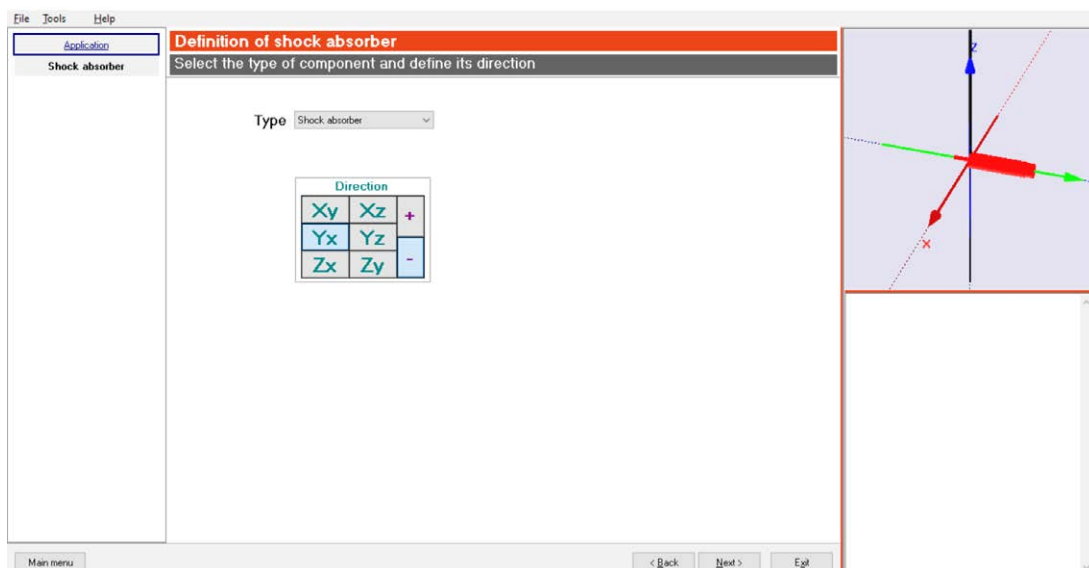 File Tools Help
Application
Shock absorber
Definition of shock absorber
Select the type of component and define its direction
Type Shock absorber
Direction
Xy Xz +
Yx Yz
Zx Zy -
Z
X
Main menu
< Back Next > Exit